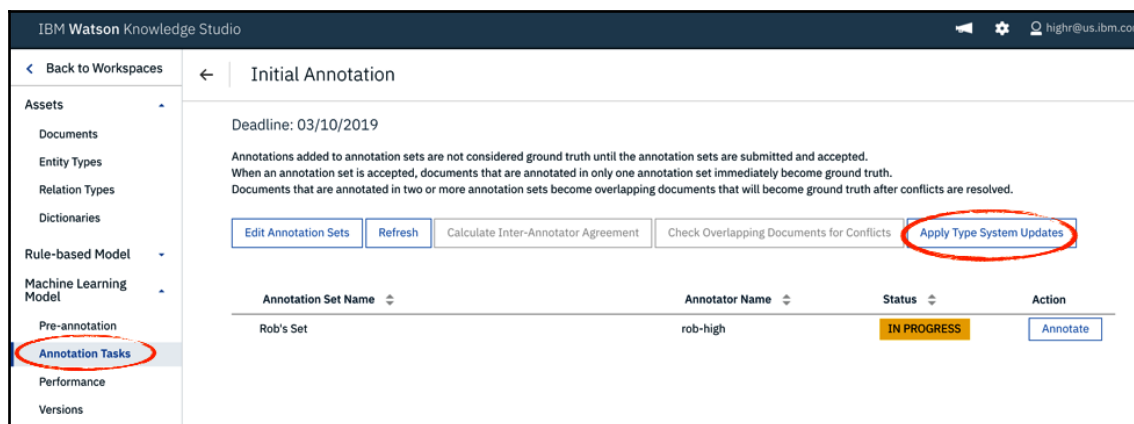 IBM Watson Knowledge Studio
highr@us.ibm.co
Back to Workspaces
Initial Annotation
Assets
Documents
Entity Types
Relation Types
Dictionaries
Rule-based Model
Machine Learning
Model
Pre-annotation
Annotation Tasks
Performance
Versions
Deadline: 03/10/2019
Annotations added to annotation sets are not considered ground truth until the annotation sets are submitted and accepted.
When an annotation set is accepted, documents that are annotated in only one annotation set immediately become ground truth.
Documents that are annotated in two or more annotation sets become overlapping documents that will become ground truth after conflicts are resolved.
Edit Annotation Sets Refresh Calculate Inter-Annotator Agreement Check Overlapping Documents for Conflicts Apply Type System Updates
Annotation Set Name Annotator Name Status Action
Rob's Set rob-high IN PROGRESS Annotate